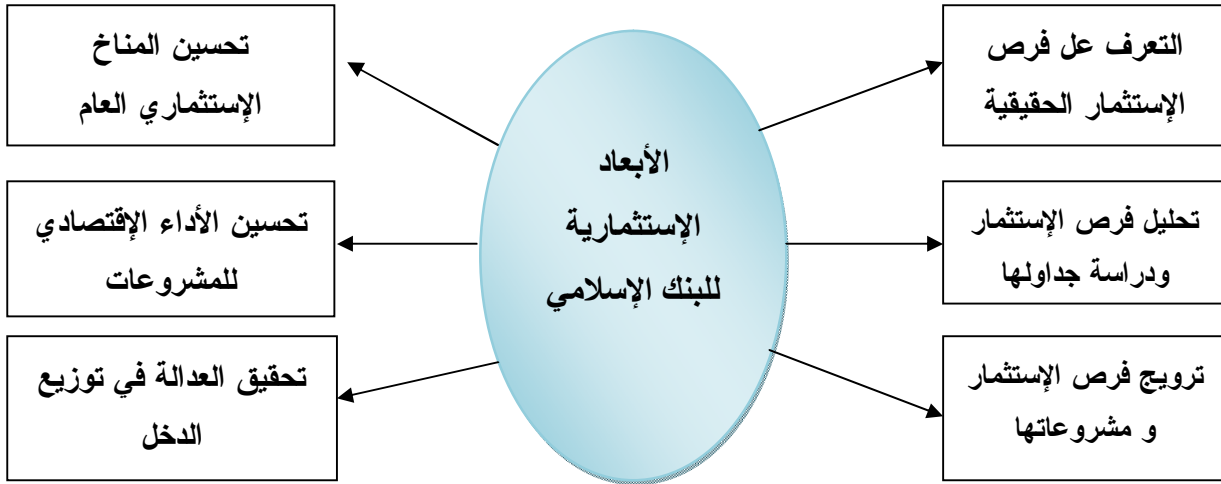 التعرف عل فرص
الإستثمار الحقيقية
تحليل فرص الإستثمار
ودراسة جداولها
ترويج فرص الإستثمار
و مشروعاتها
الأبعاد
الإستثمارية
للبنك الإسلامي
تحسين المناخ
الإستثماري العام
تحسين الأداء الإقتصادي
للمشروعات
تحقيق العدالة في توزيع
الدخل